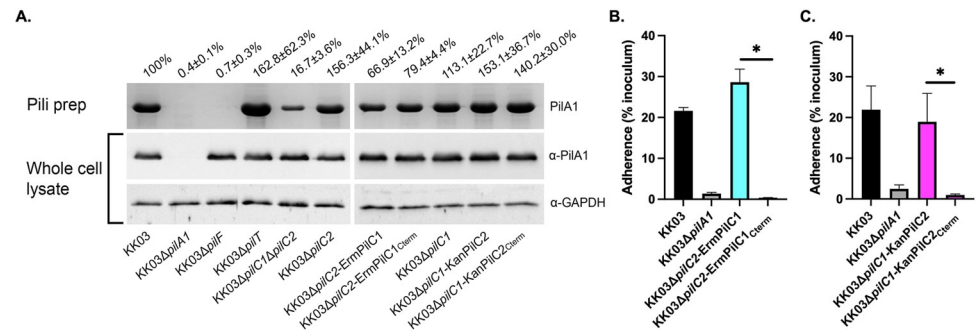 A.
100%
0.4±0.1%
0.7±0.3%
162.8±62.3%
16.7±3.6%
156.3±44.1%
66.9±13.2%
79.4±4.4%
113.1±22.7%
153.1±36.7%
140.2±30.0%
Pili prep
PilA1
Whole cell
lysate
α-PilA1
α-GAPDH
KK03
KK03ΔpilA1
KK03ΔpilF
KK03ΔpilT
KK03ΔpilC1ΔpilC2
KK03ΔpilC2
KK03ΔpilC2-ErmPilC1
KK03ΔpilC2-ErmPilC1Cterm
KK03ΔpilC1
KK03ΔpilC1-KanPilC2
KK03ΔpilC1-KanPilC2Cterm
B.
Adherence (% inoculum)
40
30
20
10
0
*
KK03
KK03ΔpilA1
KK03ΔpilC2-ErmPilC1
KK03ΔpilC2-ErmPilC1Cterm
C.
Adherence (% inoculum)
40
30
20
10
0
*
KK03
KK03ΔpilA1
KK03ΔpilC1-KanPilC2
KK03ΔpilC1-KanPilC2Cterm